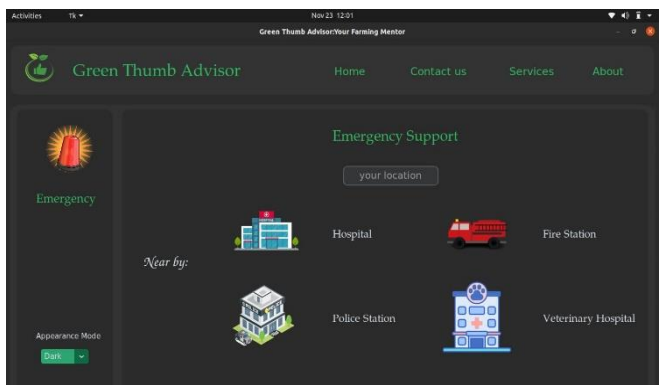 Activities Tk Nov 23 12:01
Green Thumb Advisor:Your Farming Mentor
Green Thumb Advisor Home Contact us Services About
Emergency Support
your location
Emergency
Hospital Fire Station
Near by:
Police Station Veterinary Hospital
Appearance Mode
Dark